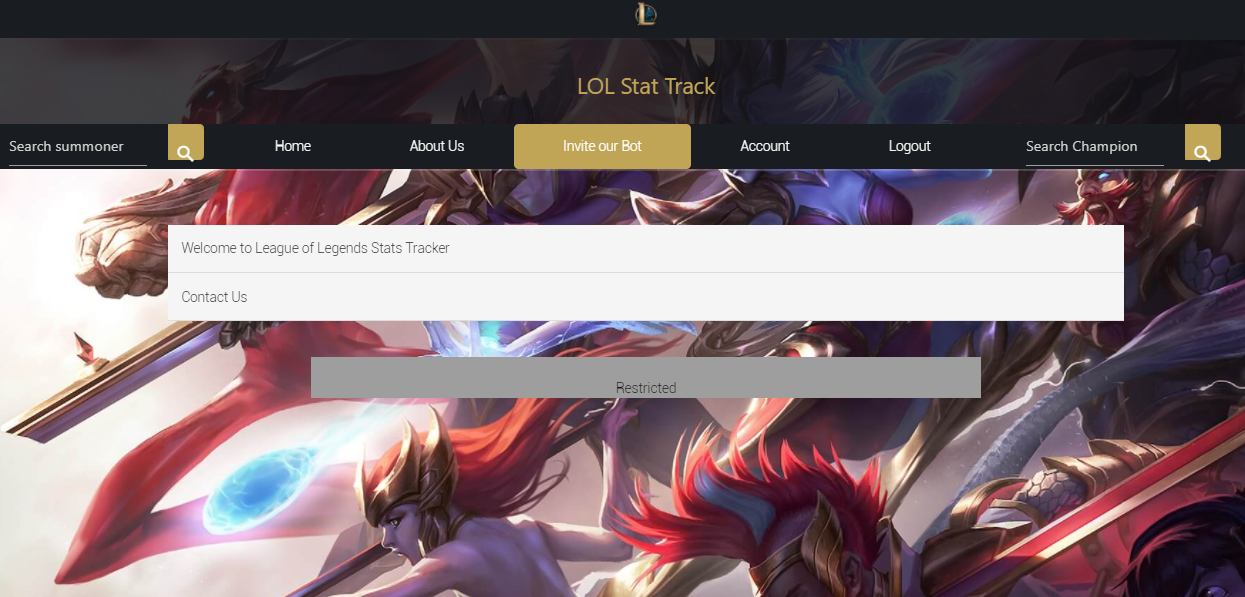 LOL Stat Track
Search summoner
Home
About Us
Invite our Bot
Account
Logout
Search Champion
Welcome to League of Legends Stats Tracker
Contact Us
Restricted